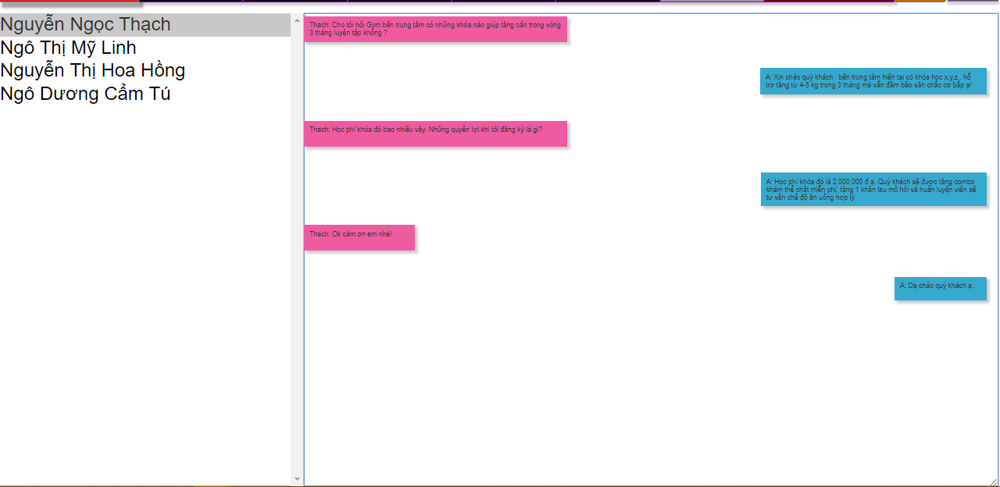 Nguyễn Ngọc Thạch
Ngô Thị Mỹ Linh
Nguyễn Thị Hoa Hồng
Ngô Dương Cẩm Tú
Thach: Cho tôi hỏi Gym bên trung tâm có những khóa nào giúp tăng cân trong vòng
3 tháng luyện tập không ?
A: Xin chào quý khách : bên trung tâm hiện tại có khóa học x,y,z.. hỗ
trợ tăng từ 4-5 kg trong 3 tháng mà vẫn đảm bảo săn chắc cơ bắp ạ!
Thach: Học phí khóa đó bao nhiêu vậy. Những quyền lợi khi tôi đăng ký là gì?
A: Học phí khóa đó là 2.000.000 đ ạ. Quý khách sẽ được tặng combo
khám thể chất miễn phí, tặng 1 khăn lau mồ hôi và huấn luyện viên sẽ
tư vấn chế độ ăn uống hợp lý
Thach: Ok cảm ơn em nhé!
A: Dạ chào quý khách ạ.